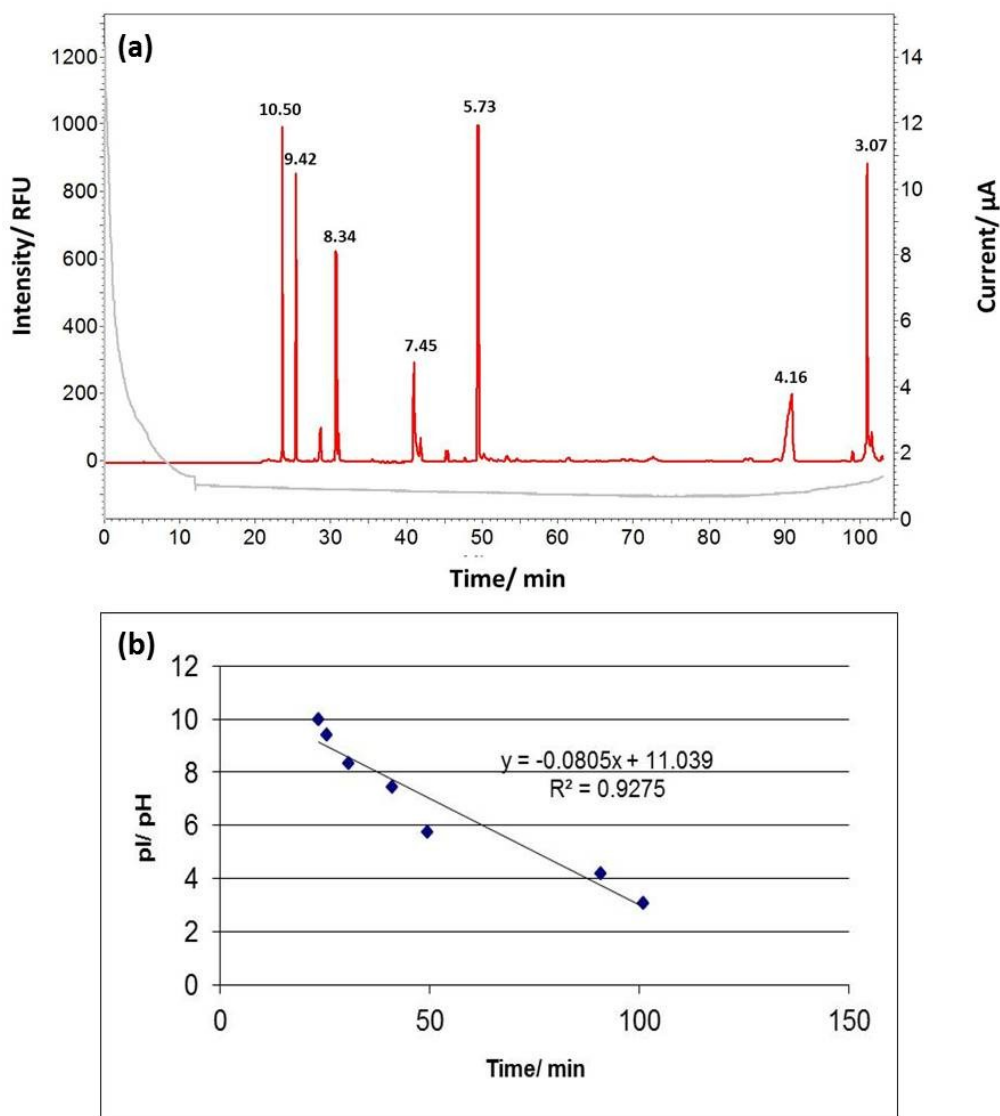 (a)
1200
1000
800
600
400
200
0
Intensity/ RFU
14
12
10
8
6
4
2
0
Current/ µA
10.50
9.42
8.34
7.45
5.73
4.16
3.07
0 10 20 30 40 50 60 70 80 90 100
Time/ min
(b)
12
10
8
6
4
2
0
pI/ pH
y = -0.0805x + 11.039
R² = 0.9275
0 50 100 150
Time/ min